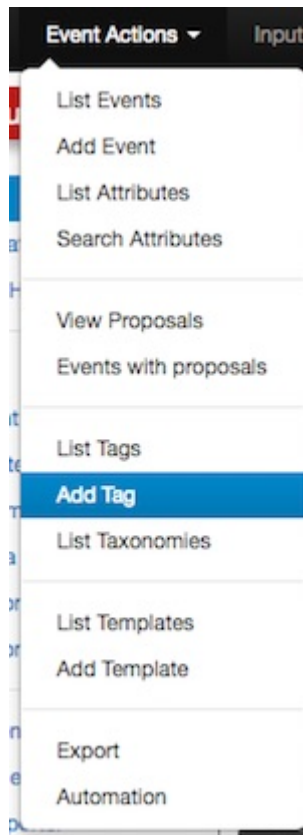 Event Actions Input
List Events
Add Event
List Attributes
Search Attributes
View Proposals
Events with proposals
List Tags
Add Tag
List Taxonomies
List Templates
Add Template
Export
Automation